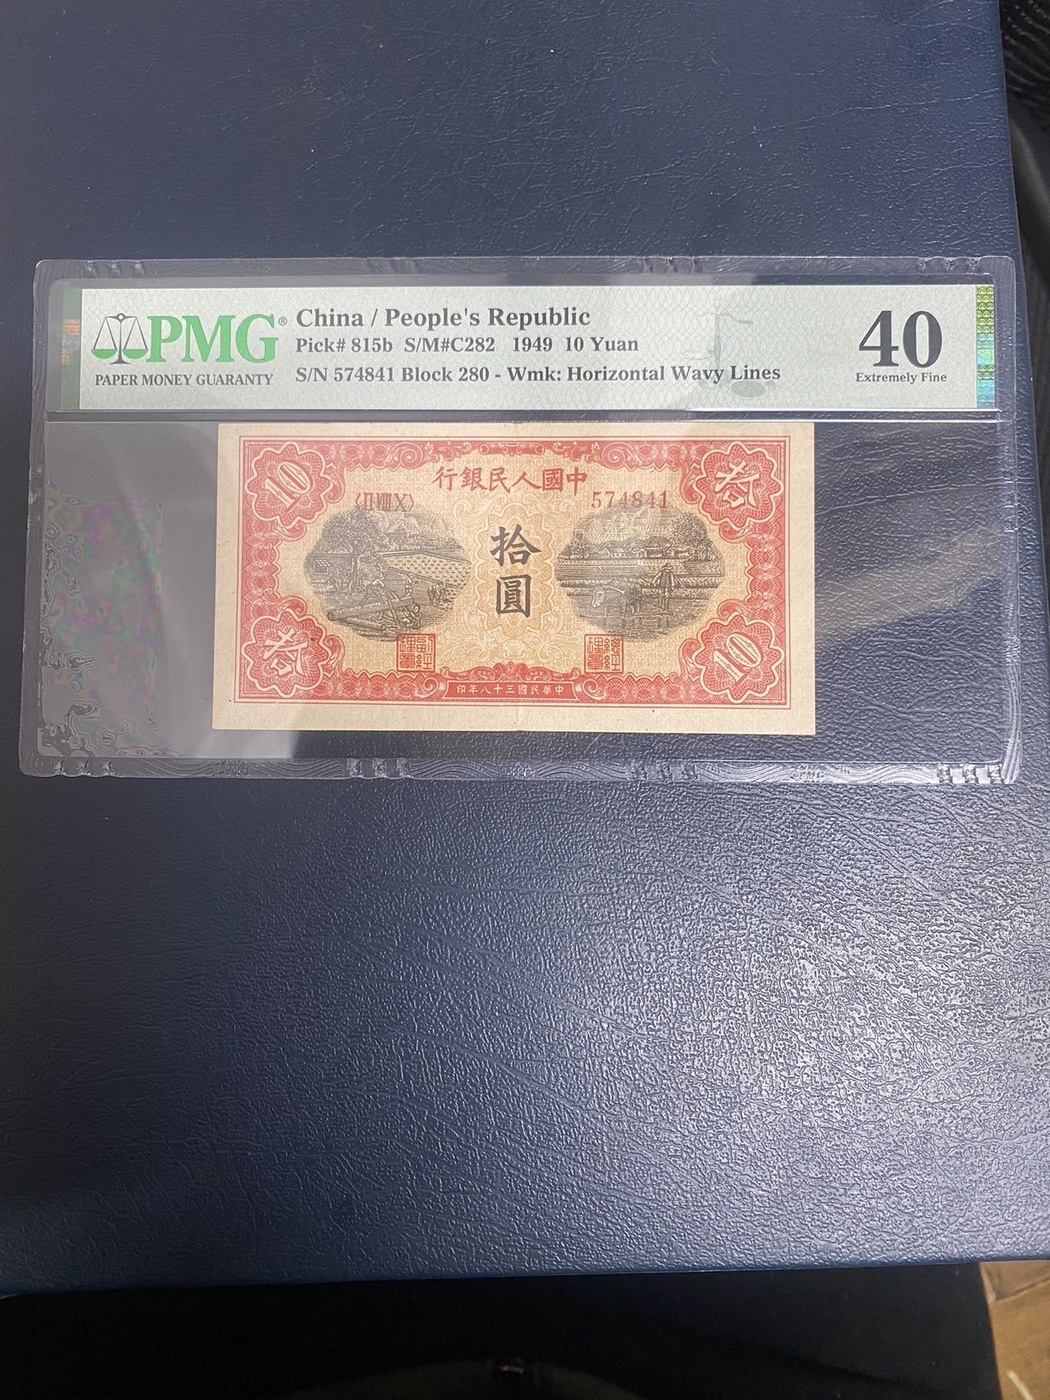 PMG®
PAPER MONEY GUARANTY
China / People's Republic
Pick# 815b S/M#C282 1949 10 Yuan
S/N 574841 Block 280 - Wmk: Horizontal Wavy Lines
40
Extremely Fine
行銀民人國中
10
〈ⅡⅧⅩ〉
574841
拾
圓
10
印年八十三國民華中